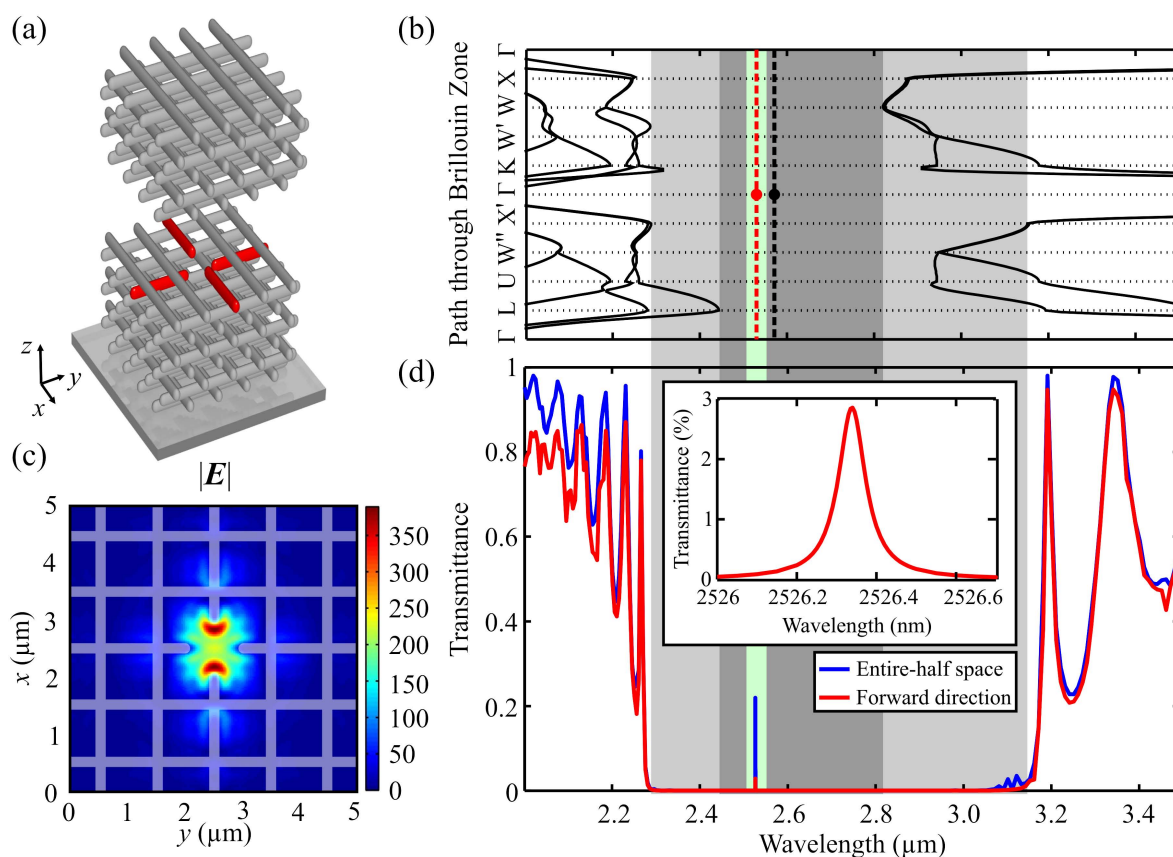 (a)
z
y
x
(b)
Path through Brillouin Zone
Γ
X
W
W'
K
Γ
X'
W"
U
L
Γ
(c)
|E|
5
4
3
2
1
0
x (μm)
0 1 2 3 4 5
y (μm)
350
300
250
200
150
100
50
0
(d)
1
0.8
0.6
0.4
0.2
0
Transmittance
2.2 2.4 2.6 2.8 3.0 3.2 3.4
Wavelength (μm)
3
2
1
0
Transmittance (%)
2526 2526.2 2526.4 2526.6
Wavelength (nm)
Entire-half space
Forward direction